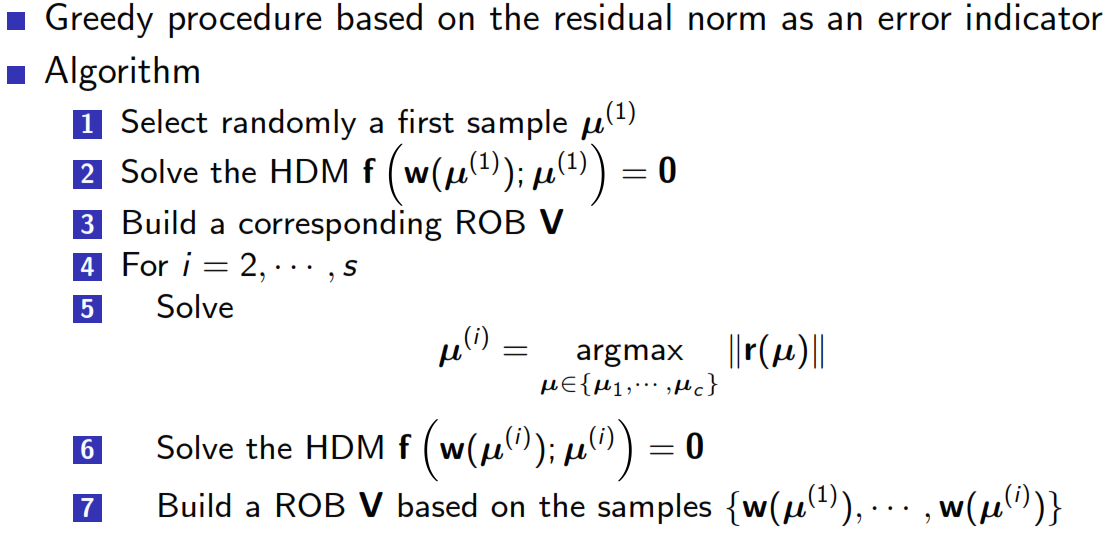 Greedy procedure based on the residual norm as an error indicator
Algorithm
1 Select randomly a first sample μ^(1)
2 Solve the HDM f (w(μ^(1)); μ^(1)) = 0
3 Build a corresponding ROB V
4 For i = 2, ⋯ , s
5 Solve
μ^(i) = argmax ‖r(μ)‖
μ∈{μ_1,⋯ ,μ_c}
6 Solve the HDM f (w(μ^(i)); μ^(i)) = 0
7 Build a ROB V based on the samples {w(μ^(1)), ⋯ , w(μ^(i))}